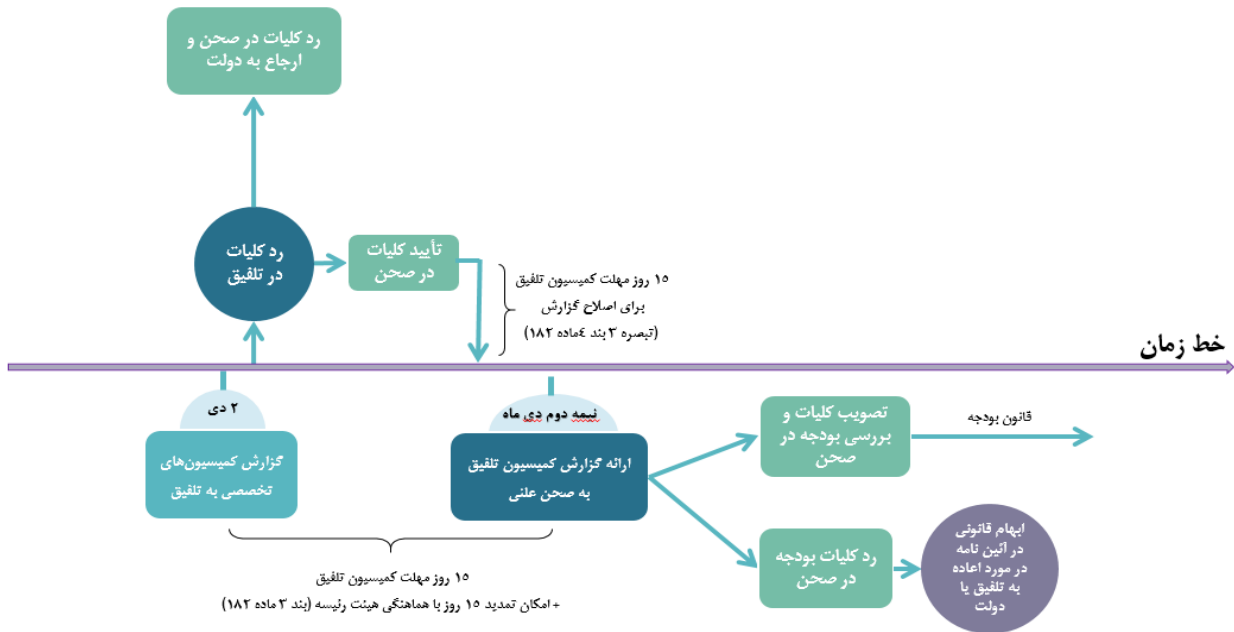 رد کلیات در صحن و
ارجاع به دولت
رد کلیات
در تلفیق
تأیید کلیات
در صحن
۱۵ روز مهلت کمیسیون تلفیق
برای اصلاح گزارش
(تبصره ۳ بند ٤ماده ۱۸۲)
خط زمان
۲ دی
گزارش کمیسیون‌های
تخصصی به تلفیق
نیمه دوم دی ماه
ارائه گزارش کمیسیون تلفیق
به صحن علنی
تصویب کلیات و
بررسی بودجه در
صحن
قانون بودجه
رد کلیات بودجه
در صحن
ابهام قانونی
در آئین نامه
در مورد اعاده
به تلفیق یا
دولت
۱۵ روز مهلت کمیسیون تلفیق
+ امکان تمدید ۱۵ روز با هماهنگی هیئت رئیسه (بند ۳ ماده ۱۸۲)